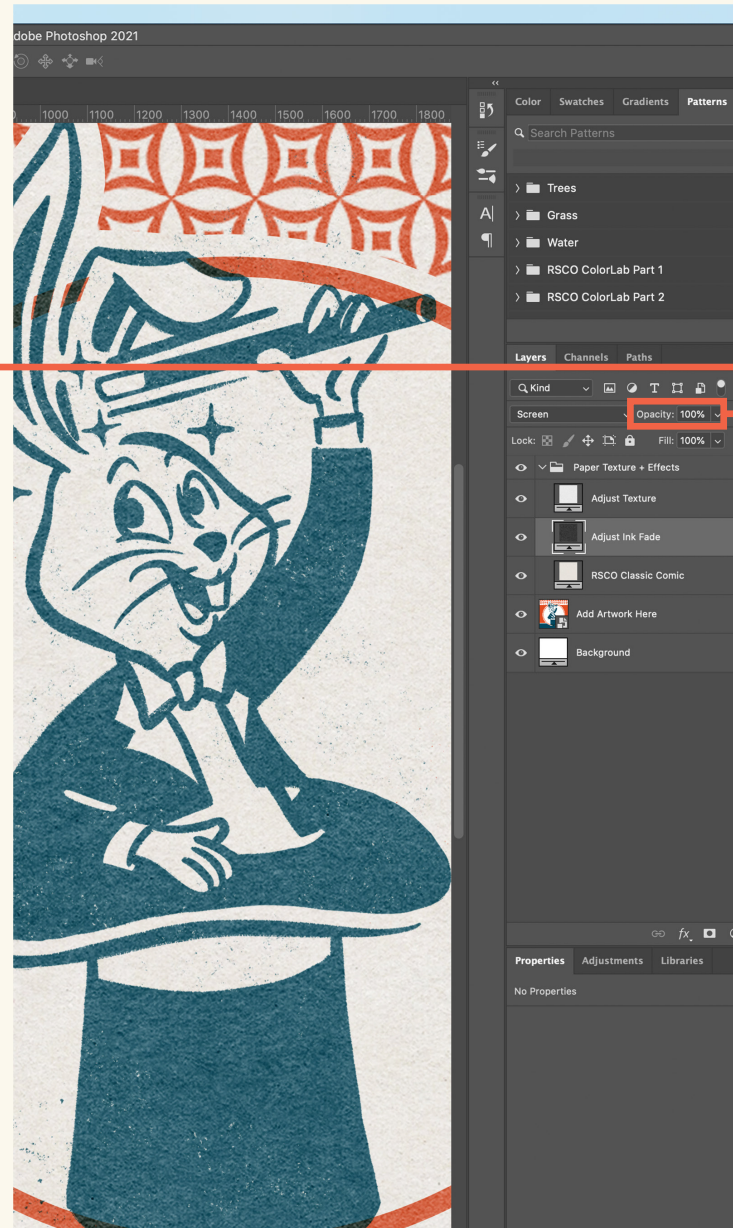 dobe Photoshop 2021
1000 1100 1200 1300 1400 1500 1600 1700 1800
Color Swatches Gradients Patterns
Search Patterns
Trees
Grass
Water
RSCO ColorLab Part 1
RSCO ColorLab Part 2
Layers Channels Paths
Kind
Screen Opacity: 100%
Lock: Fill: 100%
Paper Texture + Effects
Adjust Texture
Adjust Ink Fade
RSCO Classic Comic
Add Artwork Here
Background
fx
Properties Adjustments Libraries
No Properties